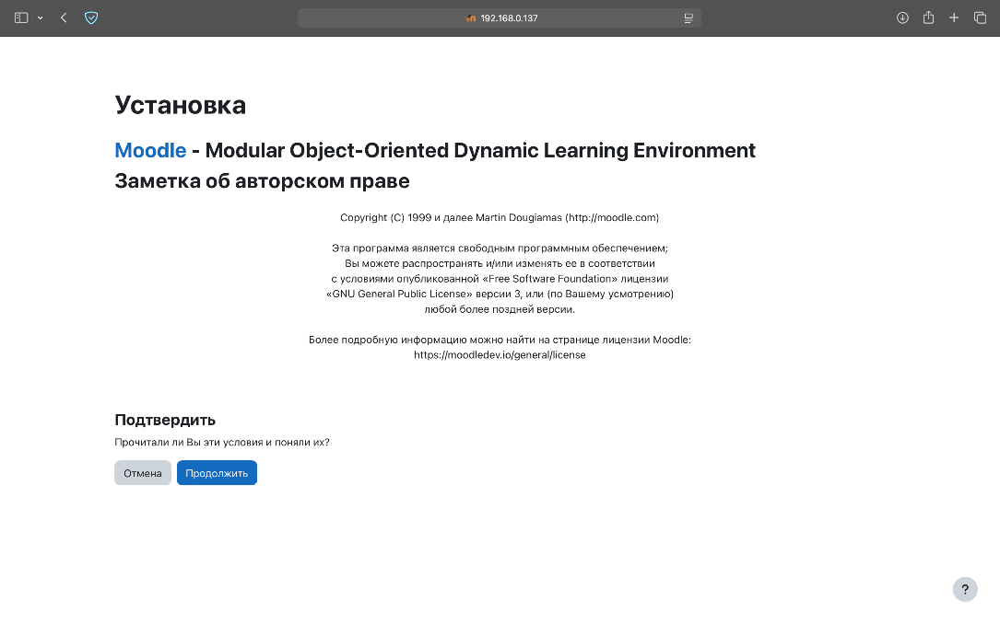 192.168.0.137
Установка
Moodle - Modular Object-Oriented Dynamic Learning Environment
Заметка об авторском праве
Copyright (C) 1999 и далее Martin Dougiamas (http://moodle.com)
Эта программа является свободным программным обеспечением;
Вы можете распространять и/или изменять ее в соответствии
с условиями опубликованной «Free Software Foundation» лицензии
«GNU General Public License» версии 3, или (по Вашему усмотрению)
любой более поздней версии.
Более подробную информацию можно найти на странице лицензии Moodle:
https://moodledev.io/general/license
Подтвердить
Прочитали ли Вы эти условия и поняли их?
Отмена Продолжить
?